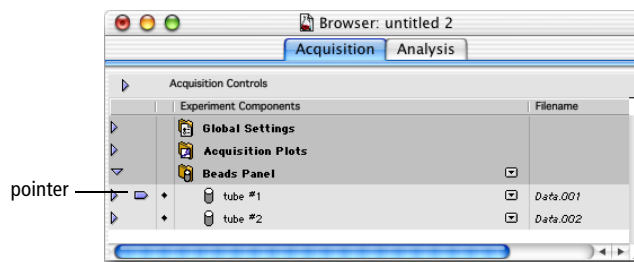 Browser: untitled 2
Acquisition Analysis
Acquisition Controls
Experiment Components Filename
Global Settings
Acquisition Plots
Beads Panel
pointer
tube #1 Data.001
tube #2 Data.002